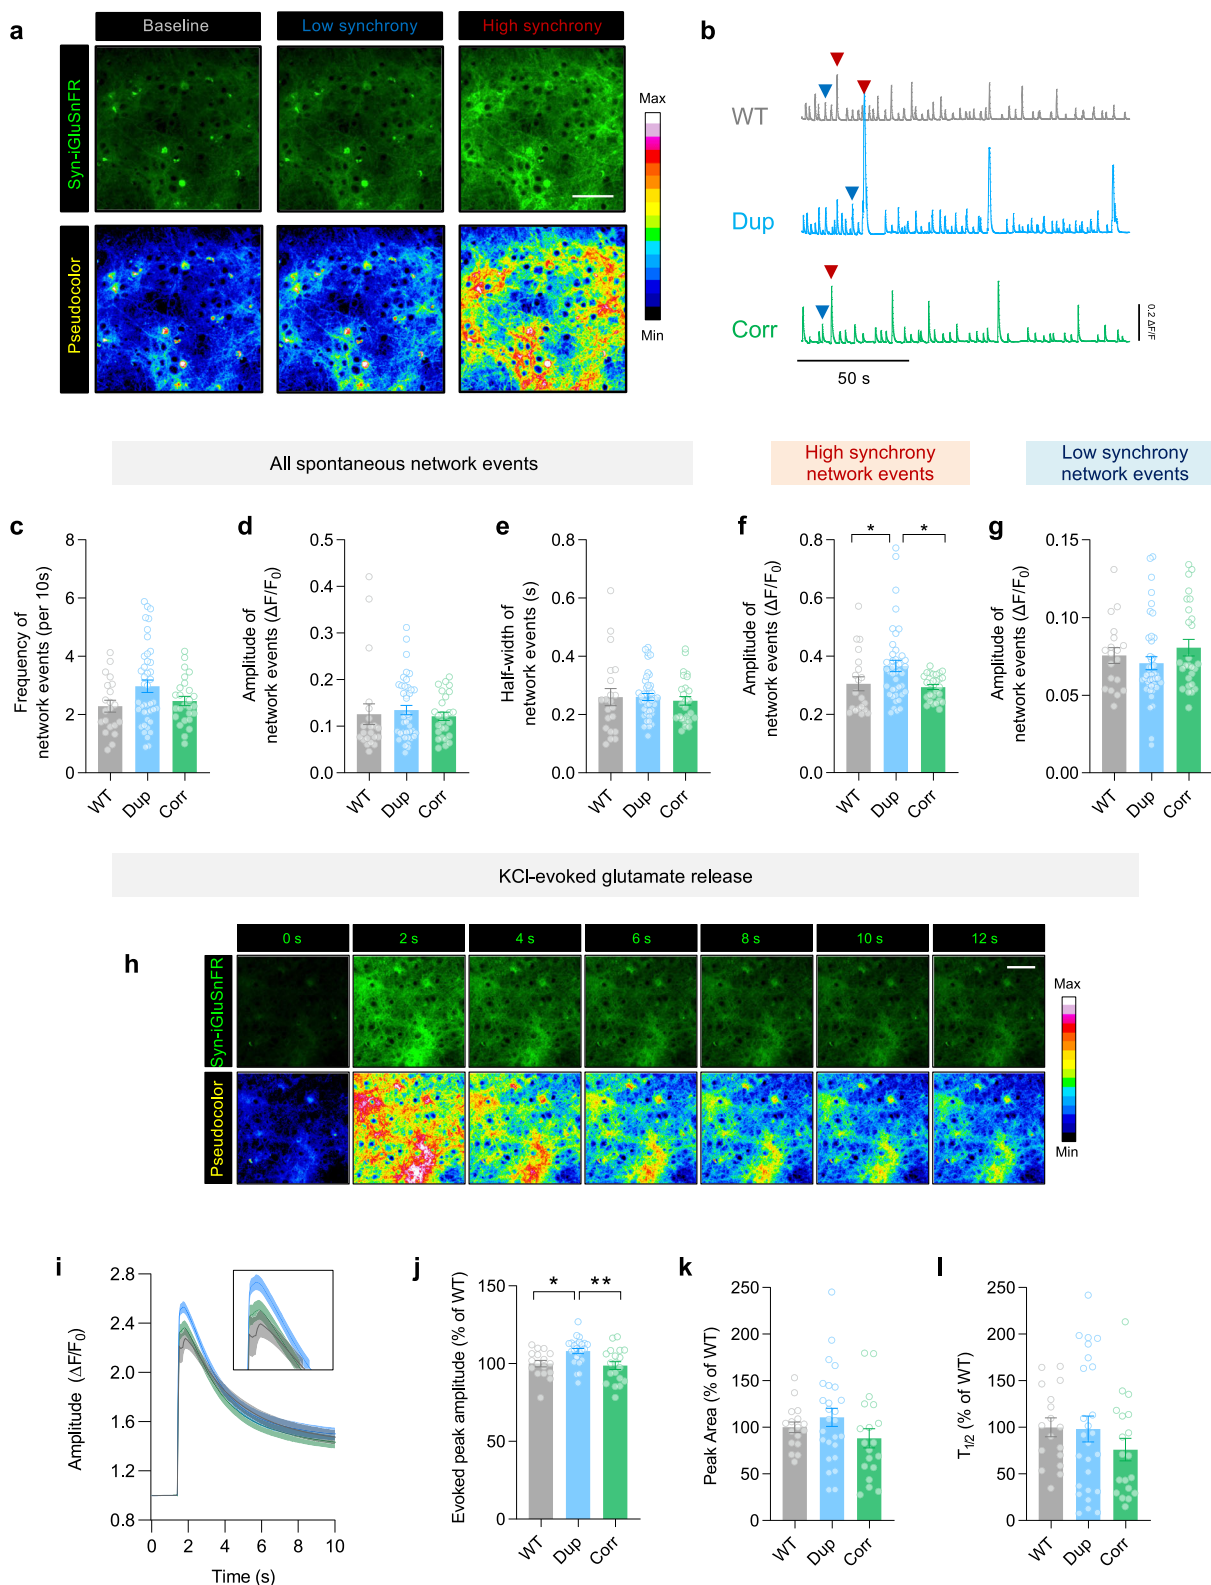 a
Baseline
Low synchrony
High synchrony
b
Syn-iGluSnFR
Pseudocolor
Max
Min
WT
Dup
Corr
0.2 ΔF/F
50 s
All spontaneous network events
High synchrony
network events
Low synchrony
network events
c
Frequency of
network events (per 10s)
8
6
4
2
0
WT
Dup
Corr
d
Amplitude of
network events (ΔF/F0)
0.5
0.4
0.3
0.2
0.1
0.0
WT
Dup
Corr
e
Half-width of
network events (s)
0.8
0.6
0.4
0.2
0.0
WT
Dup
Corr
f
Amplitude of
network events (ΔF/F0)
0.8
0.6
0.4
0.2
0.0
*
*
WT
Dup
Corr
g
Amplitude of
network events (ΔF/F0)
0.15
0.10
0.05
0.00
WT
Dup
Corr
KCl-evoked glutamate release
h
0 s
2 s
4 s
6 s
8 s
10 s
12 s
Syn-iGluSnFR
Pseudocolor
Max
Min
i
Amplitude (ΔF/F0)
2.8
2.4
2.0
1.6
1.2
0.8
0
2
4
6
8
10
Time (s)
j
Evoked peak amplitude (% of WT)
150
100
50
0
*
**
WT
Dup
Corr
k
Peak Area (% of WT)
250
200
150
100
50
0
WT
Dup
Corr
l
T1/2 (% of WT)
250
200
150
100
50
0
WT
Dup
Corr